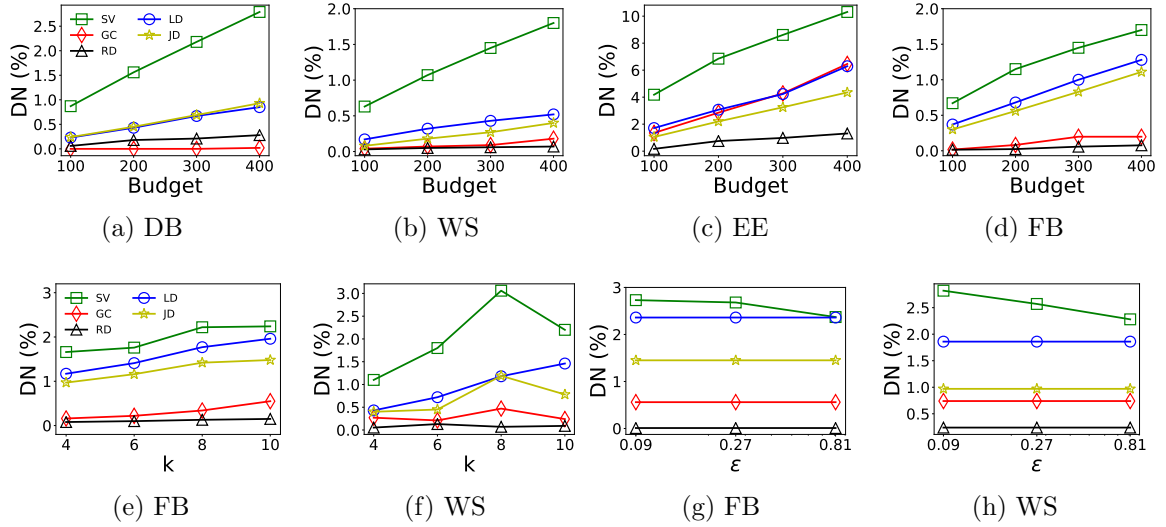 DN (%)
2.5
2.0
1.5
1.0
0.5
0.0
SV
GC
RD
LD
JD
100 200 300 400
Budget
(a) DB
DN (%)
2.0
1.5
1.0
0.5
0.0
100 200 300 400
Budget
(b) WS
DN (%)
10
8
6
4
2
0
100 200 300 400
Budget
(c) EE
DN (%)
2.0
1.5
1.0
0.5
0.0
100 200 300 400
Budget
(d) FB
DN (%)
3
2
1
0
SV
GC
RD
LD
JD
4 6 8 10
k
(e) FB
DN (%)
3.0
2.5
2.0
1.5
1.0
0.5
0.0
4 6 8 10
k
(f) WS
DN (%)
3
2
1
0
0.09 0.27 0.81
ε
(g) FB
DN (%)
2.5
2.0
1.5
1.0
0.5
0.09 0.27 0.81
ε
(h) WS